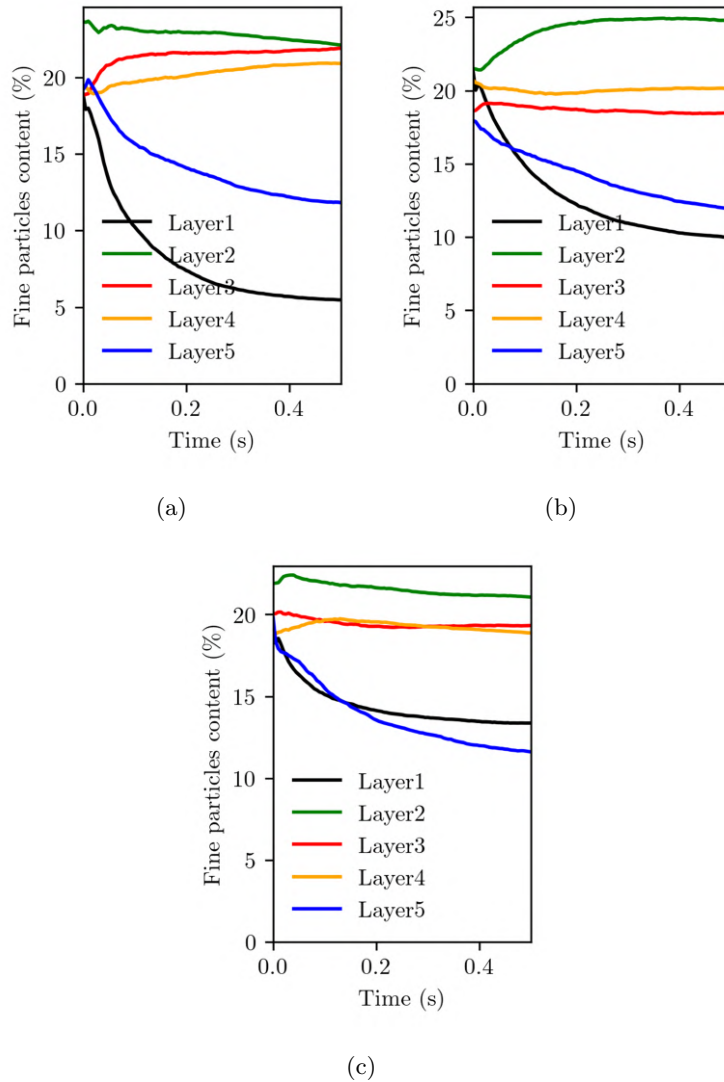 Fine particles content (%)
20
15
10
5
0
Layer1
Layer2
Layer3
Layer4
Layer5
0.0 0.2 0.4
Time (s)
(a)
Fine particles content (%)
25
20
15
10
5
0
Layer1
Layer2
Layer3
Layer4
Layer5
0.0 0.2 0.4
Time (s)
(b)
Fine particles content (%)
20
15
10
5
0
Layer1
Layer2
Layer3
Layer4
Layer5
0.0 0.2 0.4
Time (s)
(c)